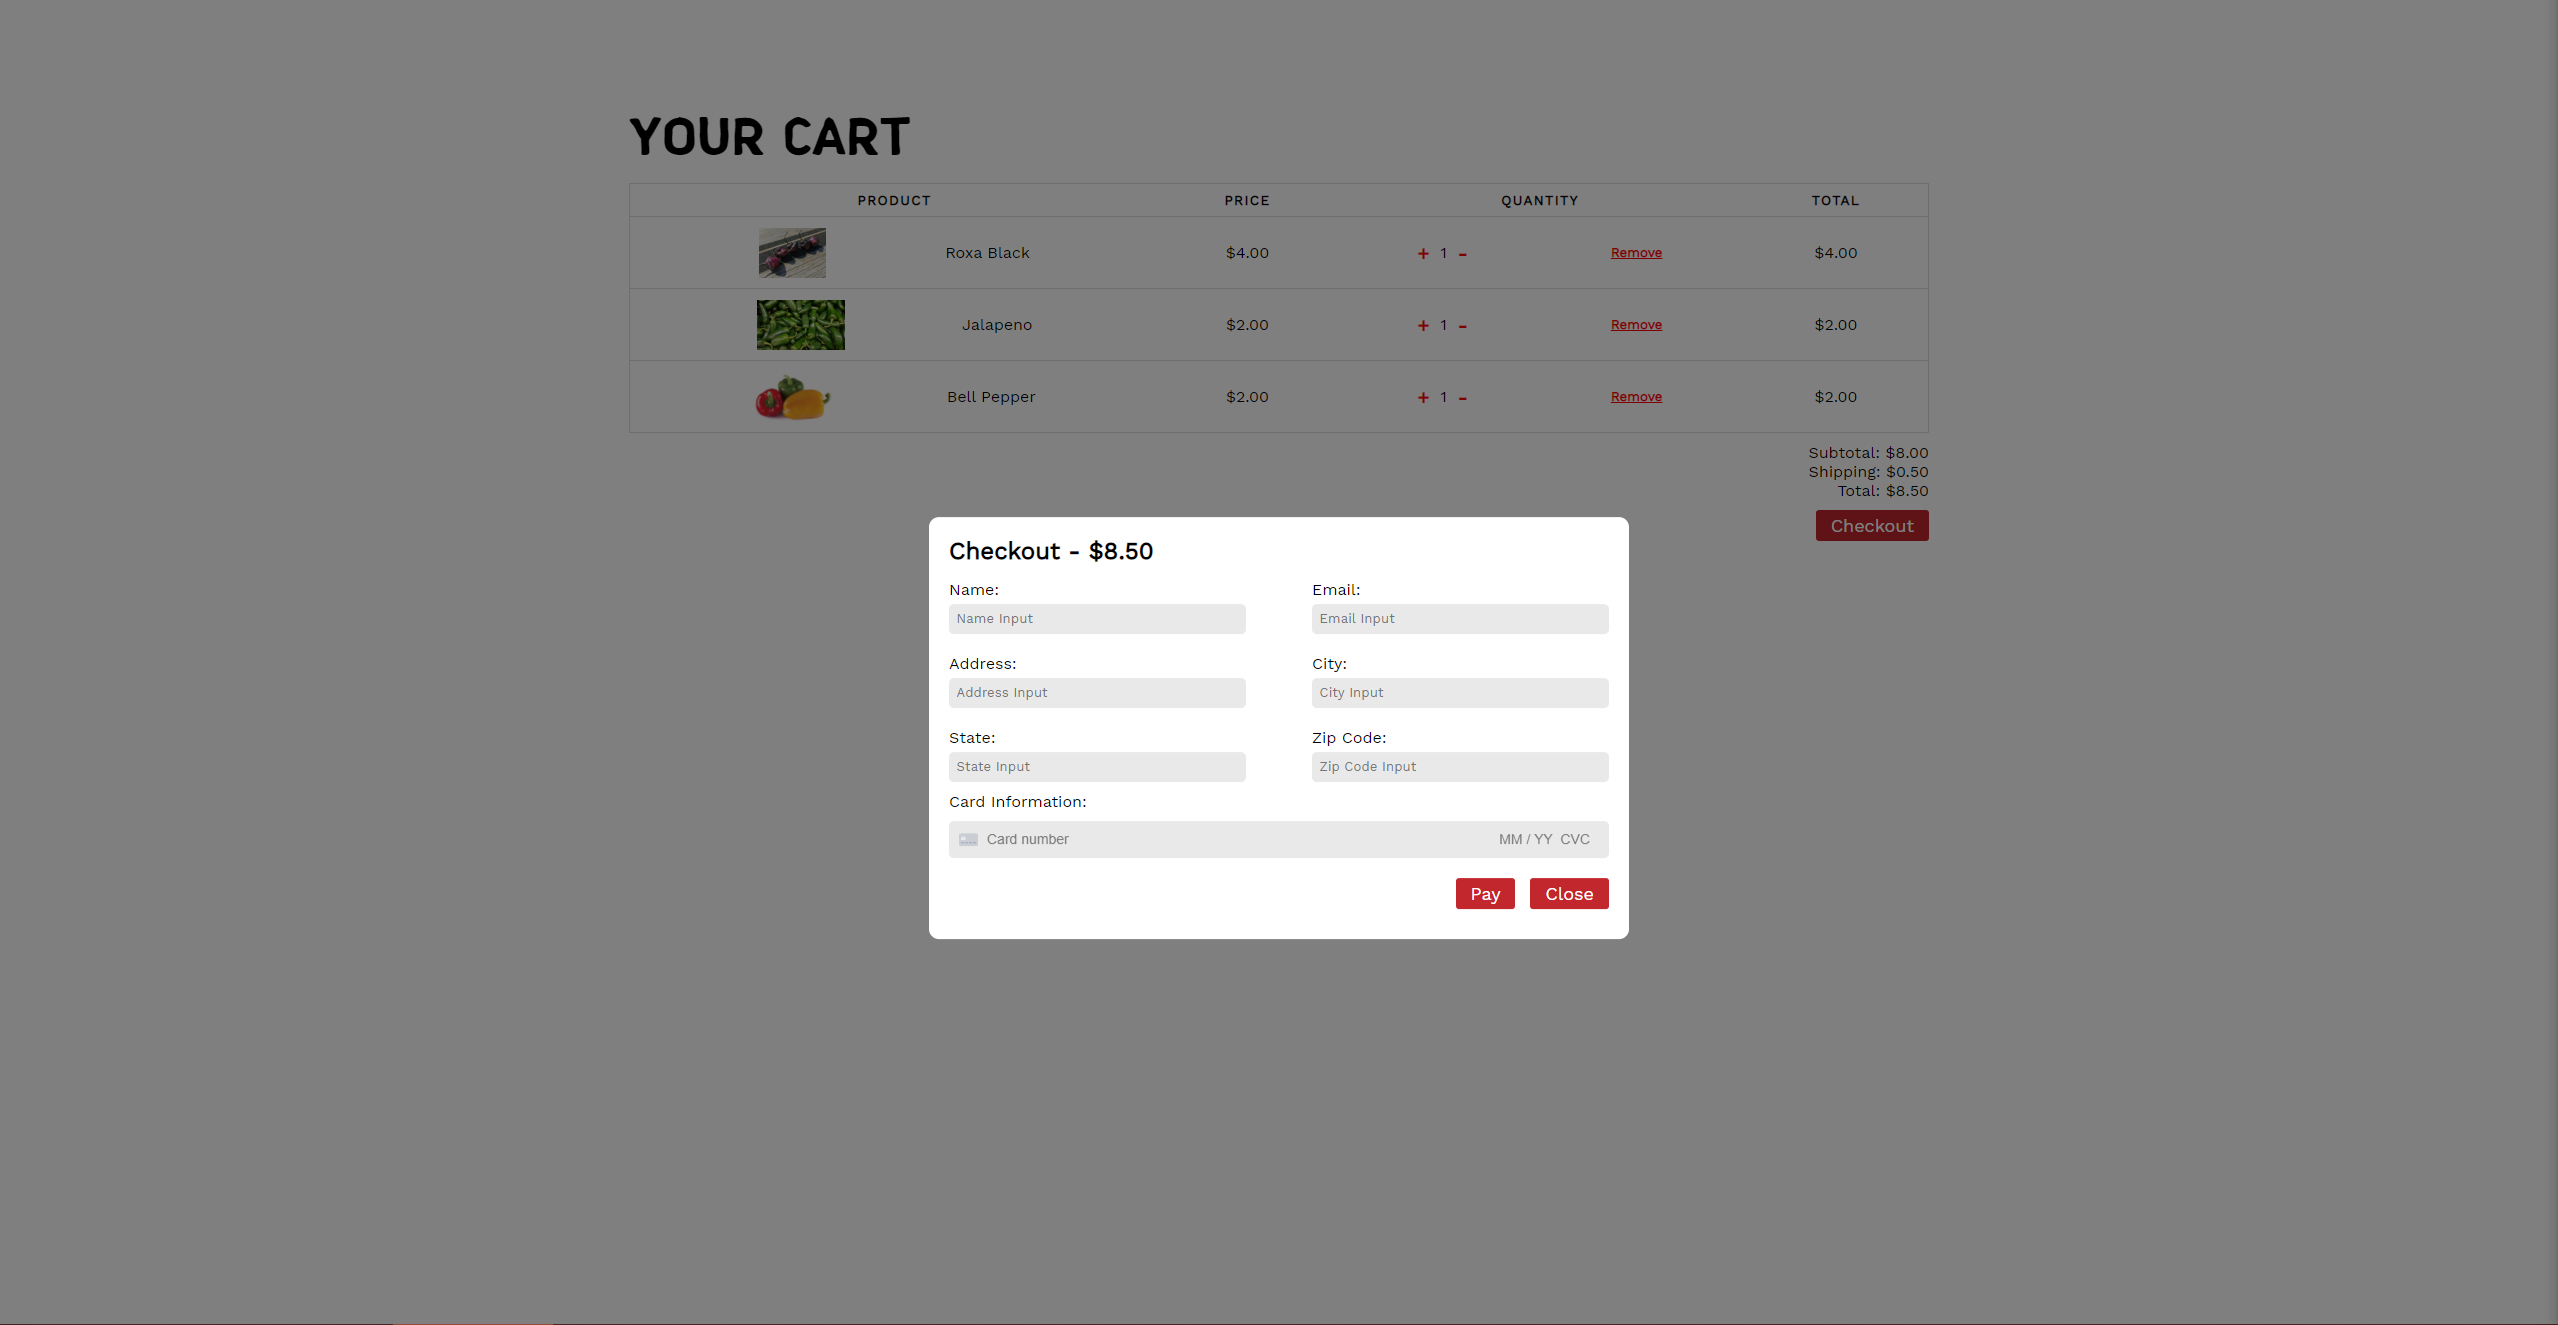 YOUR CART
PRODUCT PRICE QUANTITY TOTAL
Roxa Black $4.00 + 1 - Remove $4.00
Jalapeno $2.00 + 1 - Remove $2.00
Bell Pepper $2.00 + 1 - Remove $2.00
Subtotal: $8.00
Shipping: $0.50
Total: $8.50
Checkout
Checkout - $8.50
Name: Email:
Name Input Email Input
Address: City:
Address Input City Input
State: Zip Code:
State Input Zip Code Input
Card Information:
Card number MM / YY CVC
Pay Close